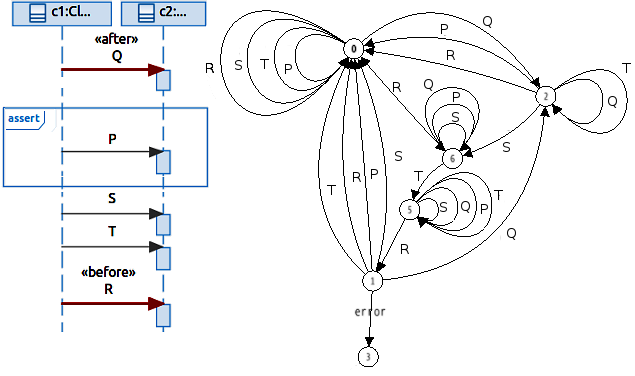 c1:Cl...
c2:...
«after»
Q
assert
P
S
T
«before»
R
R
S
T
P
0
P
Q
R
R
2
Q
T
Q
P
S
6
S
S
T
5
S
Q
P
T
T
R
P
R
Q
1
error
3